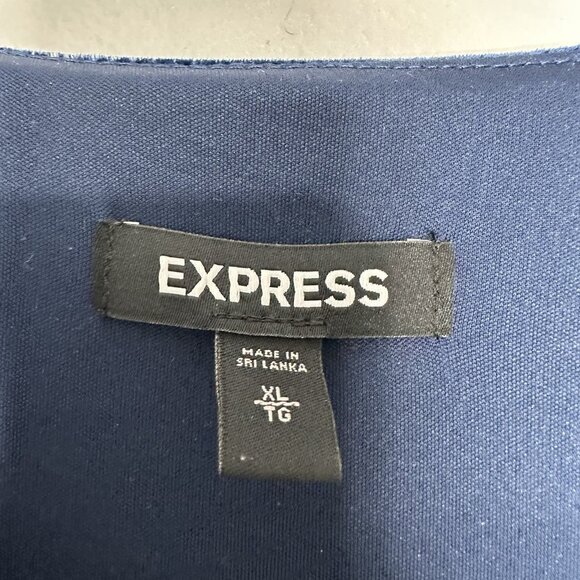 EXPRESS
MADE IN
SRI LANKA
XL
TG